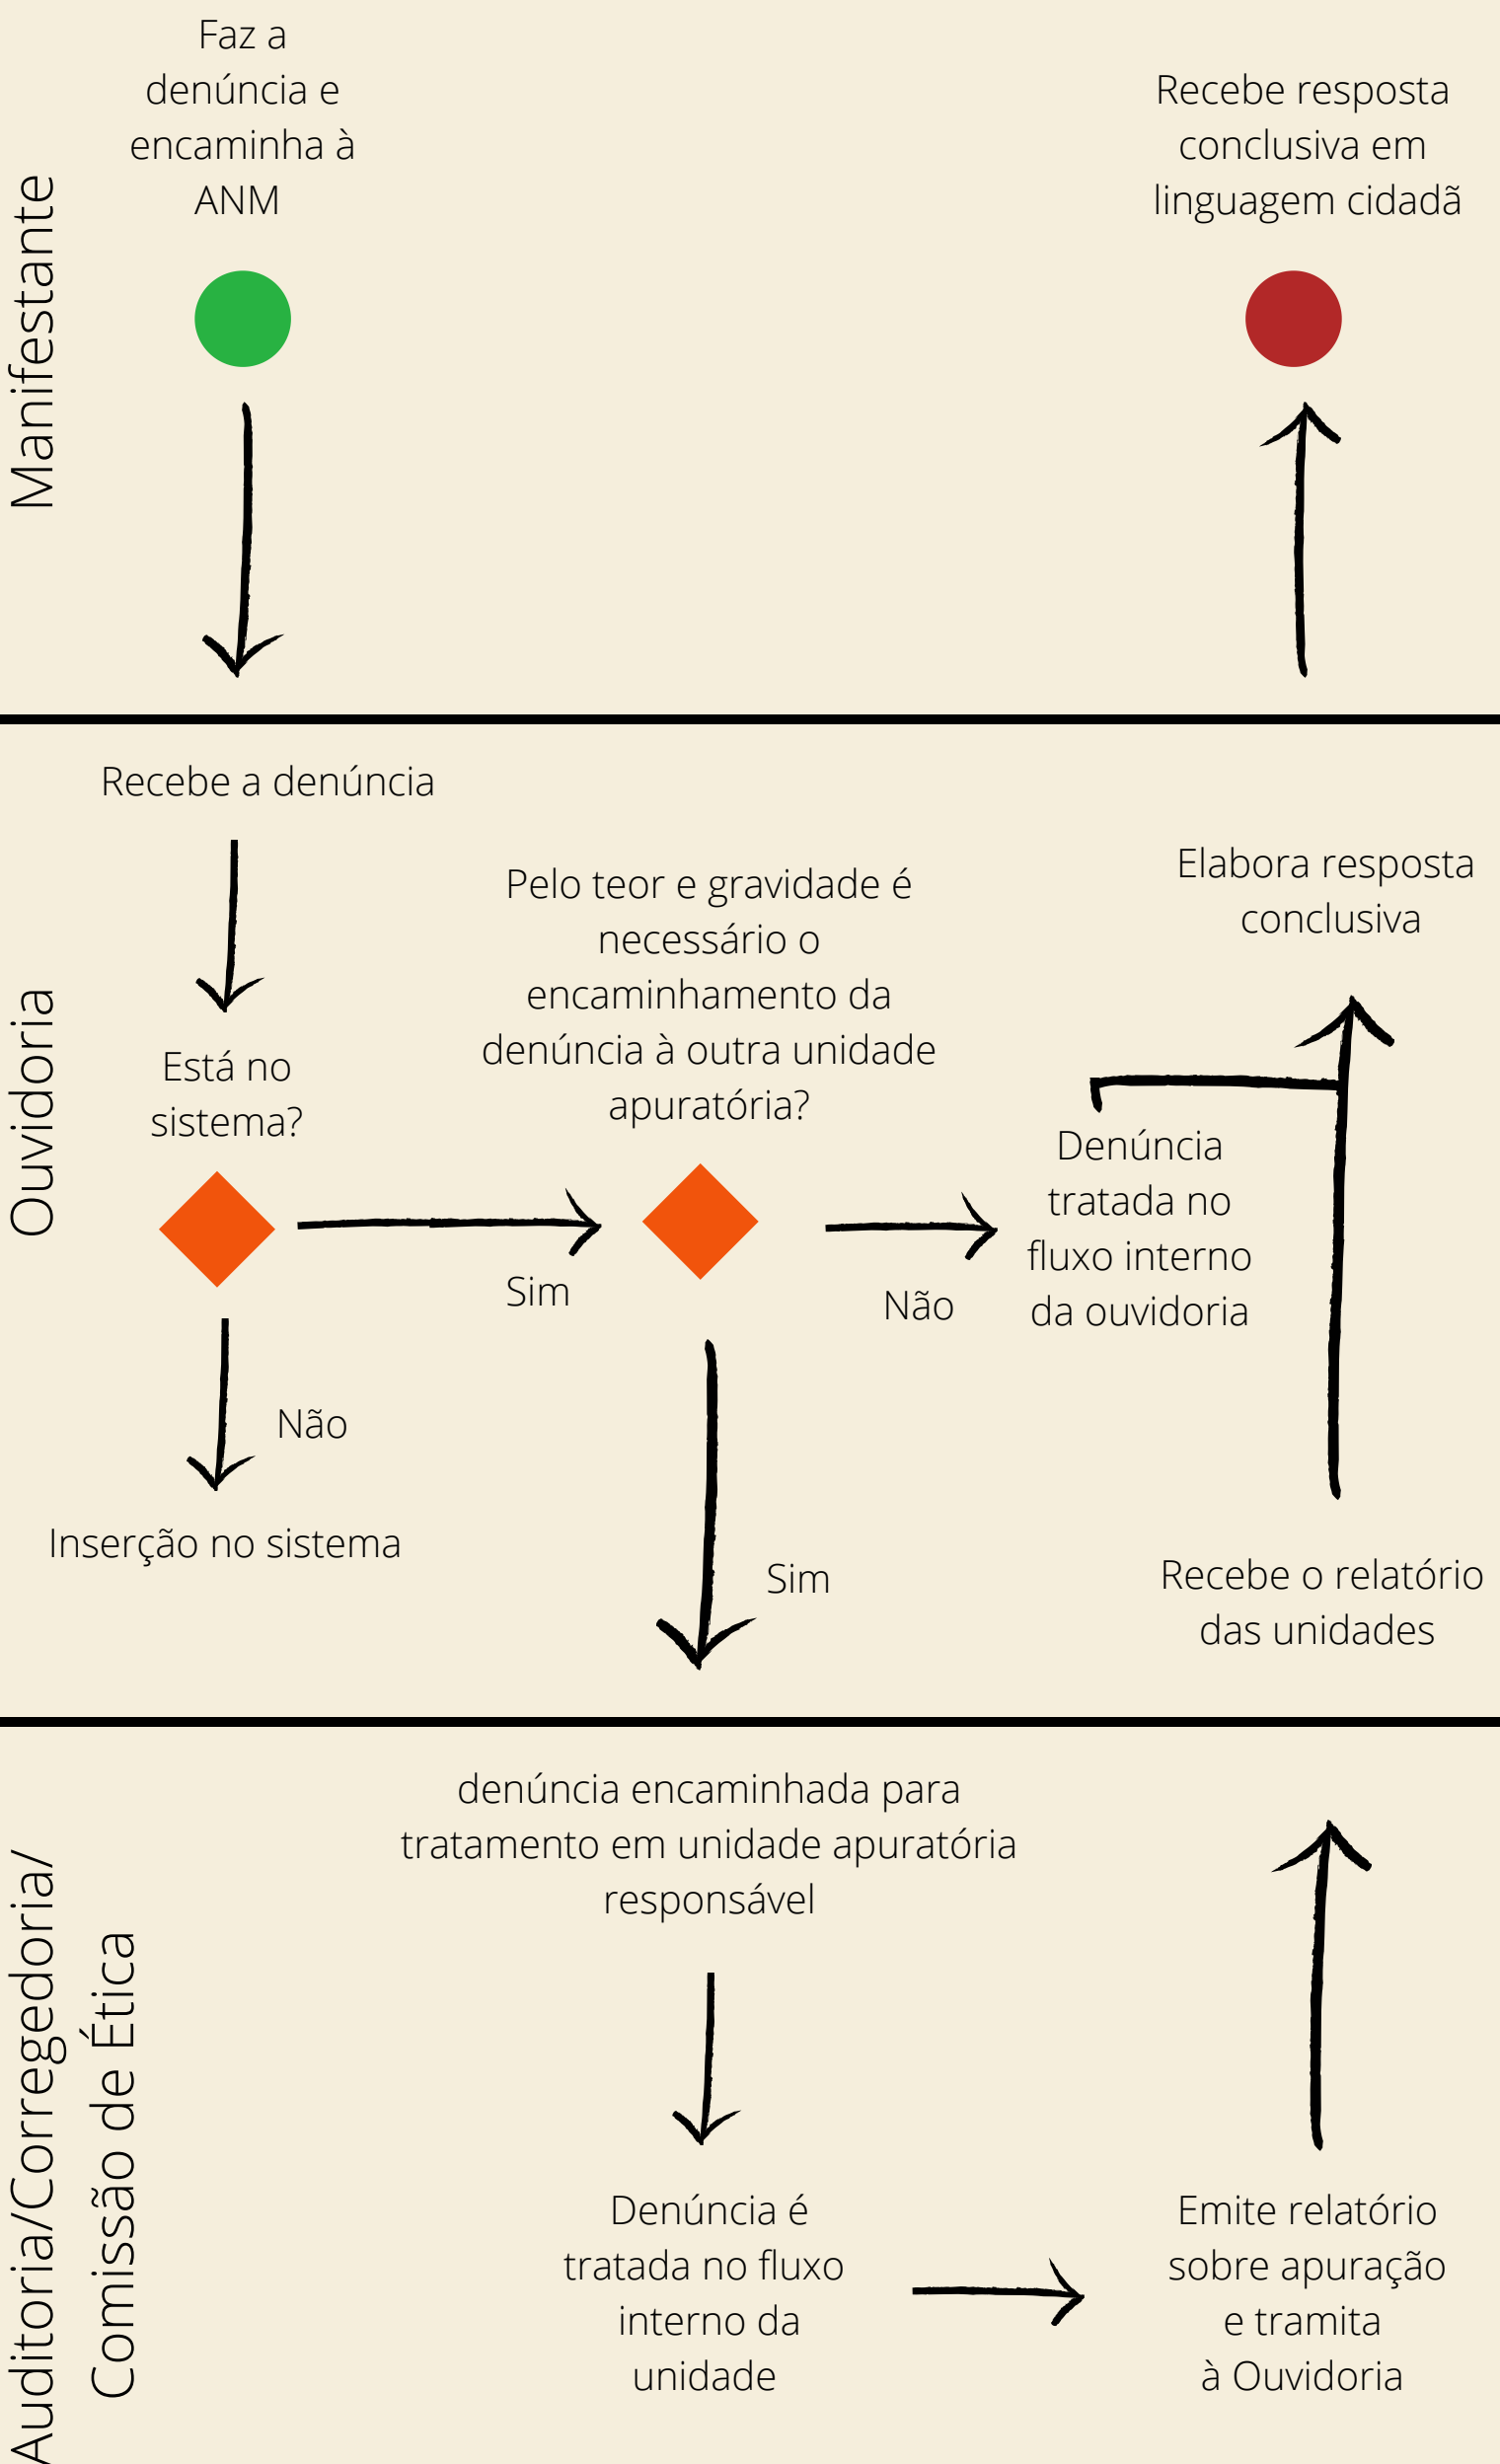 Manifestante
Faz a
denúncia e
encaminha à
ANM
Recebe resposta
conclusiva em
linguagem cidadã
Ouvidoria
Recebe a denúncia
Está no
sistema?
Sim
Não
Inserção no sistema
Pelo teor e gravidade é
necessário o
encaminhamento da
denúncia à outra unidade
apuratória?
Não
Sim
Denúncia
tratada no
fluxo interno
da ouvidoria
Elabora resposta
conclusiva
Recebe o relatório
das unidades
Auditoria/Corregedoria/
Comissão de Ética
denúncia encaminhada para
tratamento em unidade apuratória
responsável
Denúncia é
tratada no fluxo
interno da
unidade
Emite relatório
sobre apuração
e tramita
à Ouvidoria